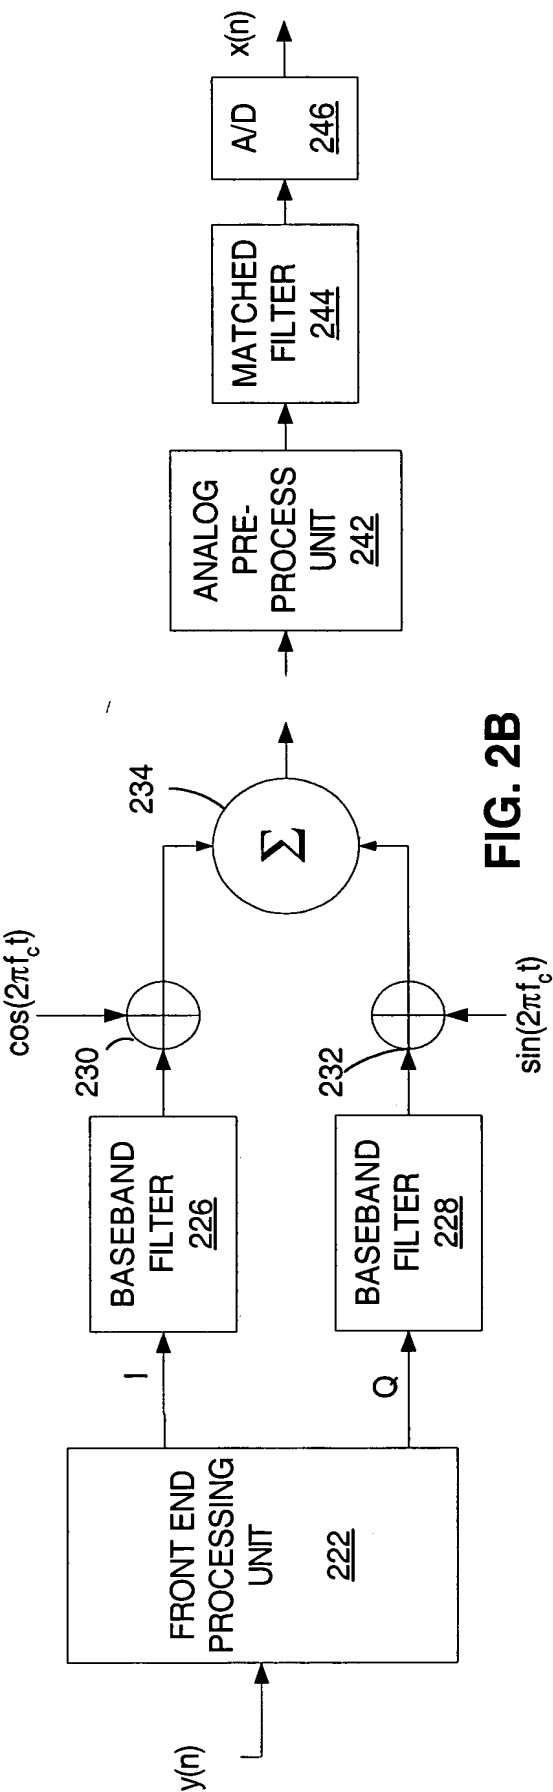 y(n)
FRONT END
PROCESSING
UNIT
222
I
Q
BASEBAND
FILTER
226
BASEBAND
FILTER
228
cos(2πf_c t)
230
232
sin(2πf_c t)
234
Σ
ANALOG
PRE-
PROCESS
UNIT
242
MATCHED
FILTER
244
A/D
246
x(n)
FIG. 2B